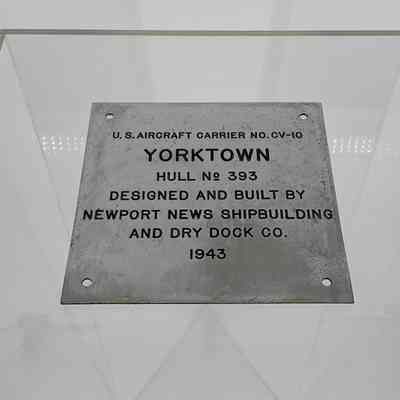 U.S. AIRCRAFT CARRIER NO. CV-10
YORKTOWN
HULL № 393
DESIGNED AND BUILT BY
NEWPORT NEWS SHIPBUILDING
AND DRY DOCK CO.
1943